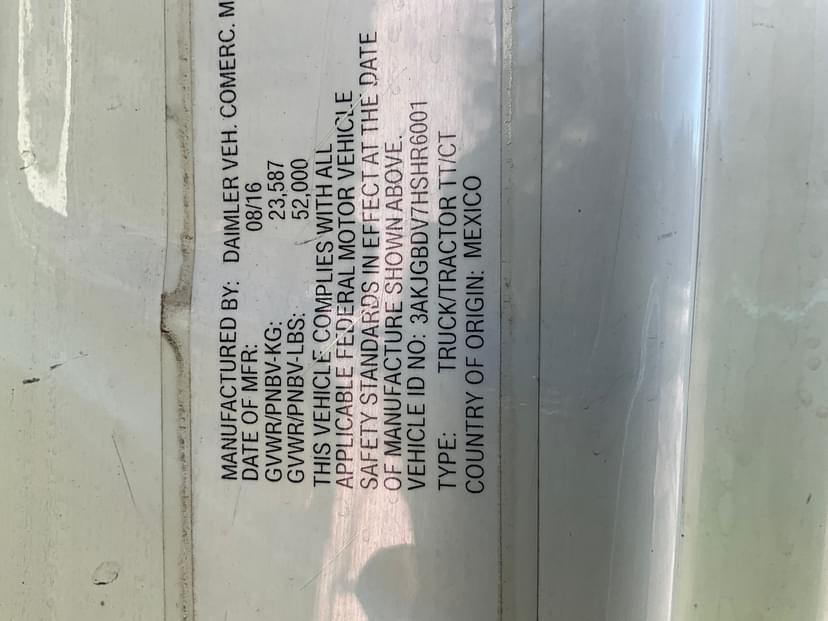 MANUFACTURED BY: DAIMLER VEH. COMERC. M
DATE OF MFR: 08/16
GVWR/PNBV-KG: 23,587
GVWR/PNBV-LBS: 52,000
THIS VEHICLE COMPLIES WITH ALL
APPLICABLE FEDERAL MOTOR VEHICLE
SAFETY STANDARDS IN EFFECT AT THE DATE
OF MANUFACTURE SHOWN ABOVE.
VEHICLE ID NO: 3AKJGBDV7HSHR6001
TYPE: TRUCK/TRACTOR TT/CT
COUNTRY OF ORIGIN: MEXICO